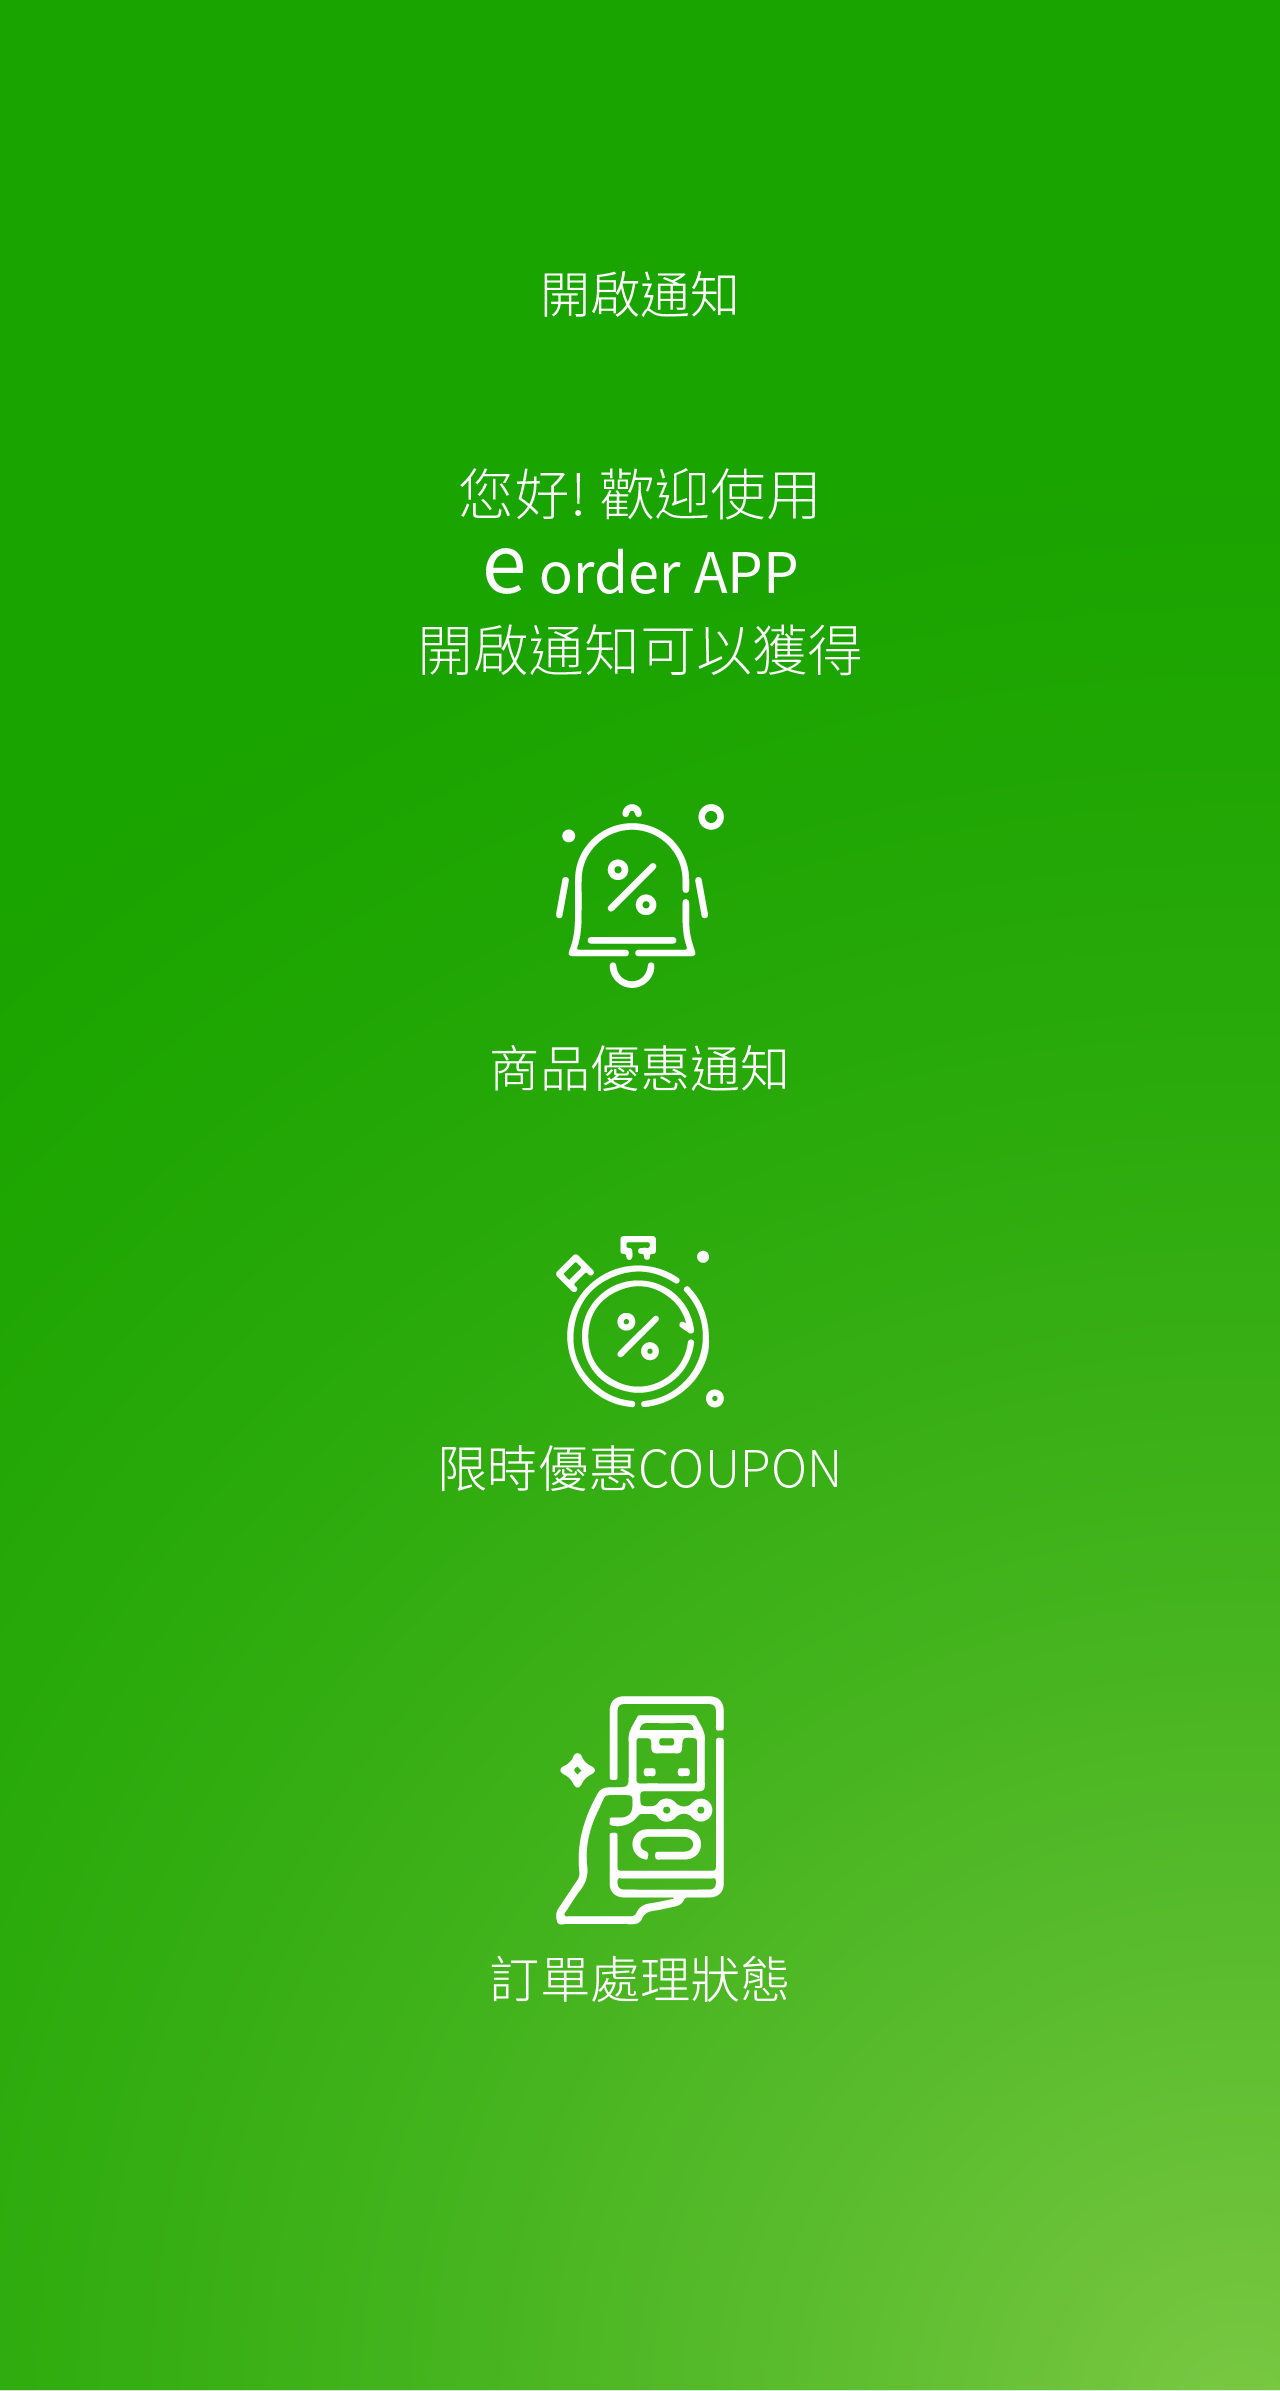 開啟通知
您好! 歡迎使用
e order APP
開啟通知可以獲得
商品優惠通知
限時優惠COUPON
訂單處理狀態